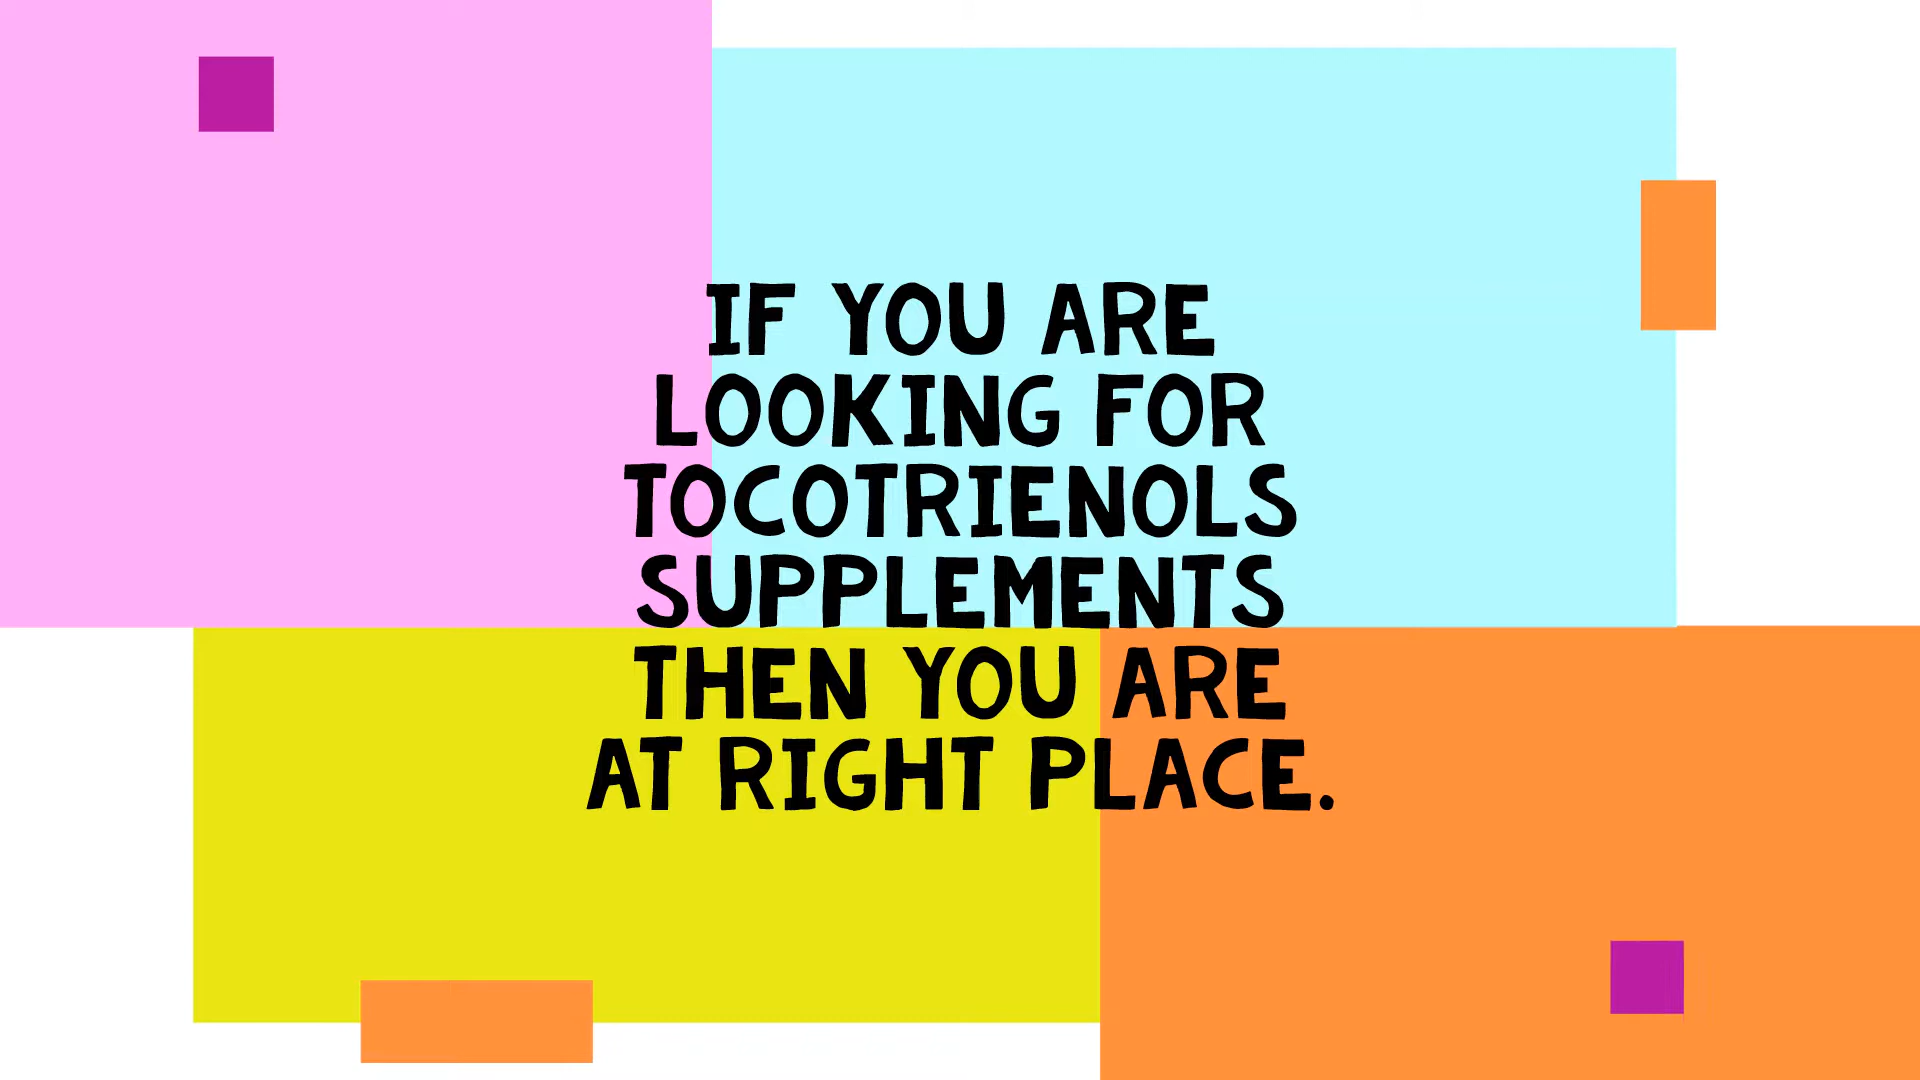 IF YOU ARE
LOOKING FOR
TOCOTRIENOLS
SUPPLEMENTS
THEN YOU ARE
AT RIGHT PLACE.